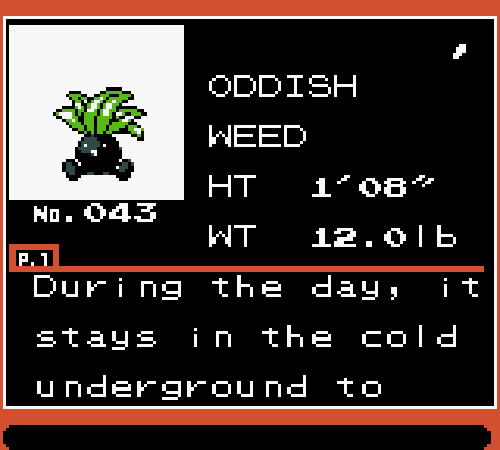 ODDISH
WEED
HT 1′08″
No.043
WT 12.0lb
P.1
During the day, it
stays in the cold
underground to